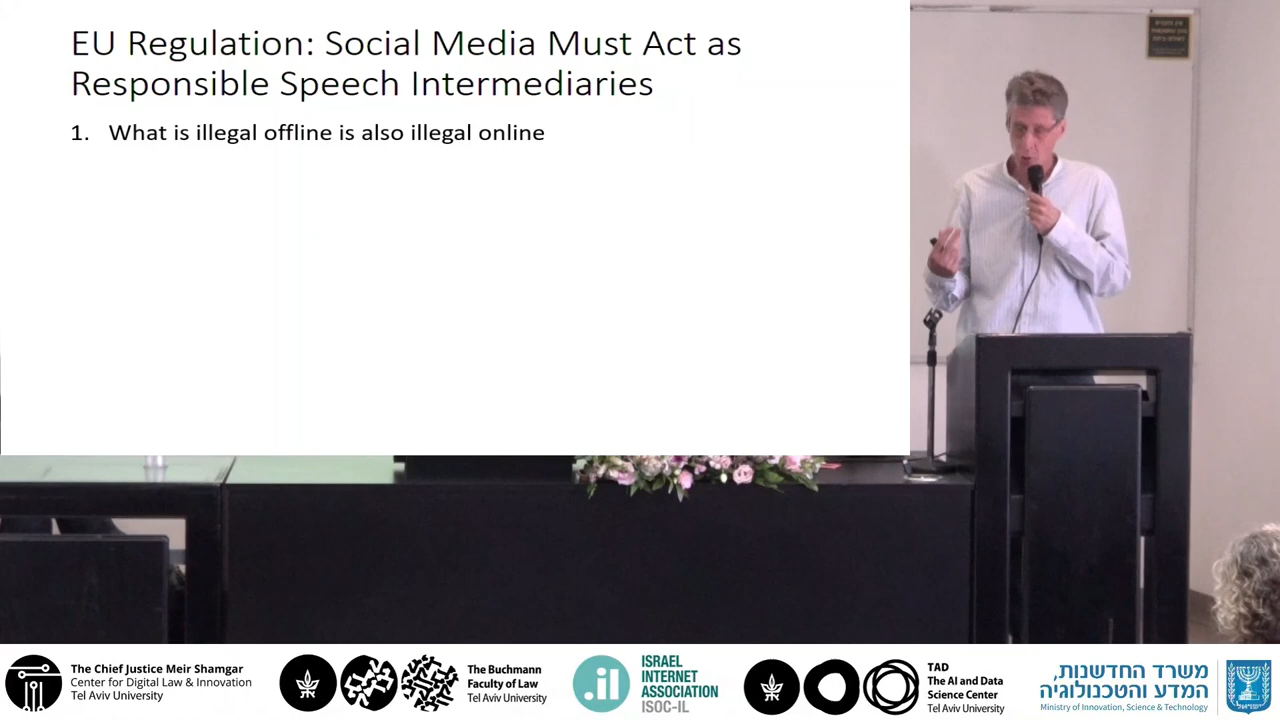 EU Regulation: Social Media Must Act as
Responsible Speech Intermediaries
1. What is illegal offline is also illegal online
The Chief Justice Meir Shamgar
Center for Digital Law & Innovation
Tel Aviv University
The Buchmann
Faculty of Law
Tel Aviv University
.il
ISRAEL
INTERNET
ASSOCIATION
ISOC-IL
TAD
The AI and Data
Science Center
Tel Aviv University
משרד החדשנות,
המדע והטכנולוגיה
Ministry of Innovation, Science & Technology